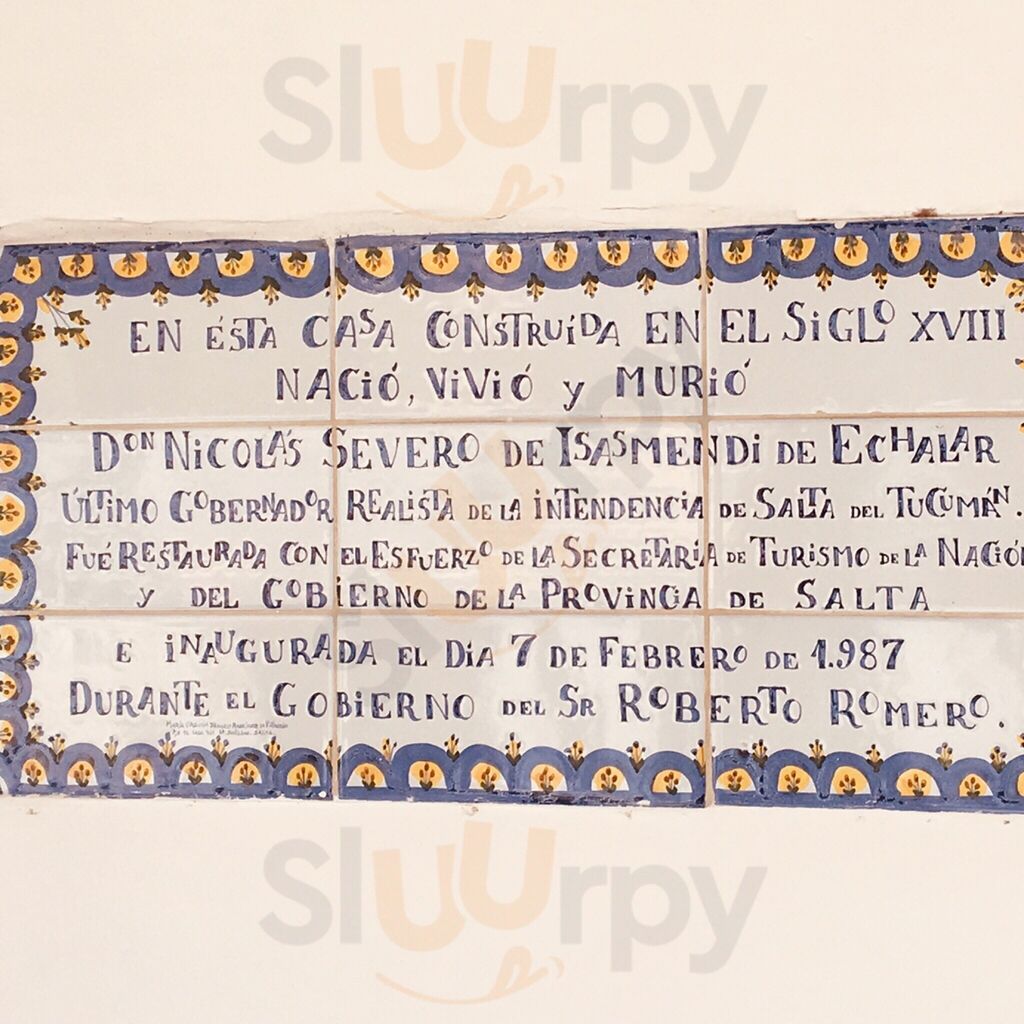 Sluurpy
EN ÉSTA CASA CONSTRUíDA EN EL SiGLO XVIII
NACió, ViVió y MURió
DON NiCOLÁS SEVERO DE ISASMENDi DE ECHALAR
ÚLTIMO GOBERNADOR REALISTA DE LA iNTENDENCiA DE SALTA DEL TUCUMÁN.
FUÉ RESTAURADA CON EL ESFUERZO DE LA SECRETARíA DE TURISMO DE LA NACióN
y DEL GOBiERNO DE LA PROViNCiA DE SALTA
E iNAUGURADA EL DíA 7 DE FEBRERO DE 1.987
DURANTE EL GOBiERNO DEL SR ROBERTO ROMERO.
Sluurpy